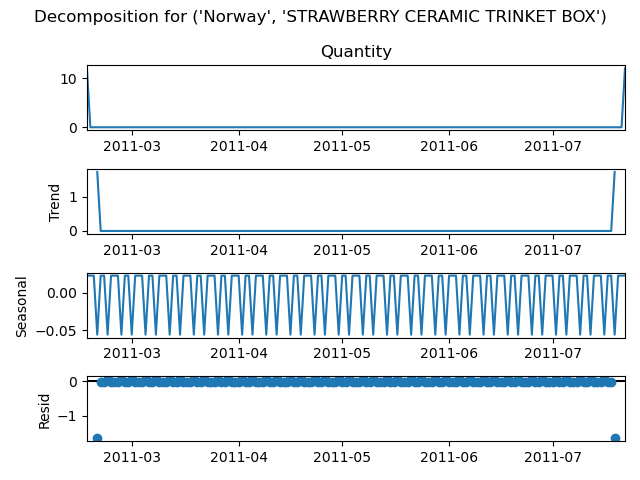 Decomposition for ('Norway', 'STRAWBERRY CERAMIC TRINKET BOX')
Quantity
10
0
2011-03 2011-04 2011-05 2011-06 2011-07
Trend
1
0
2011-03 2011-04 2011-05 2011-06 2011-07
Seasonal
0.00
−0.05
2011-03 2011-04 2011-05 2011-06 2011-07
Resid
0
−1
2011-03 2011-04 2011-05 2011-06 2011-07